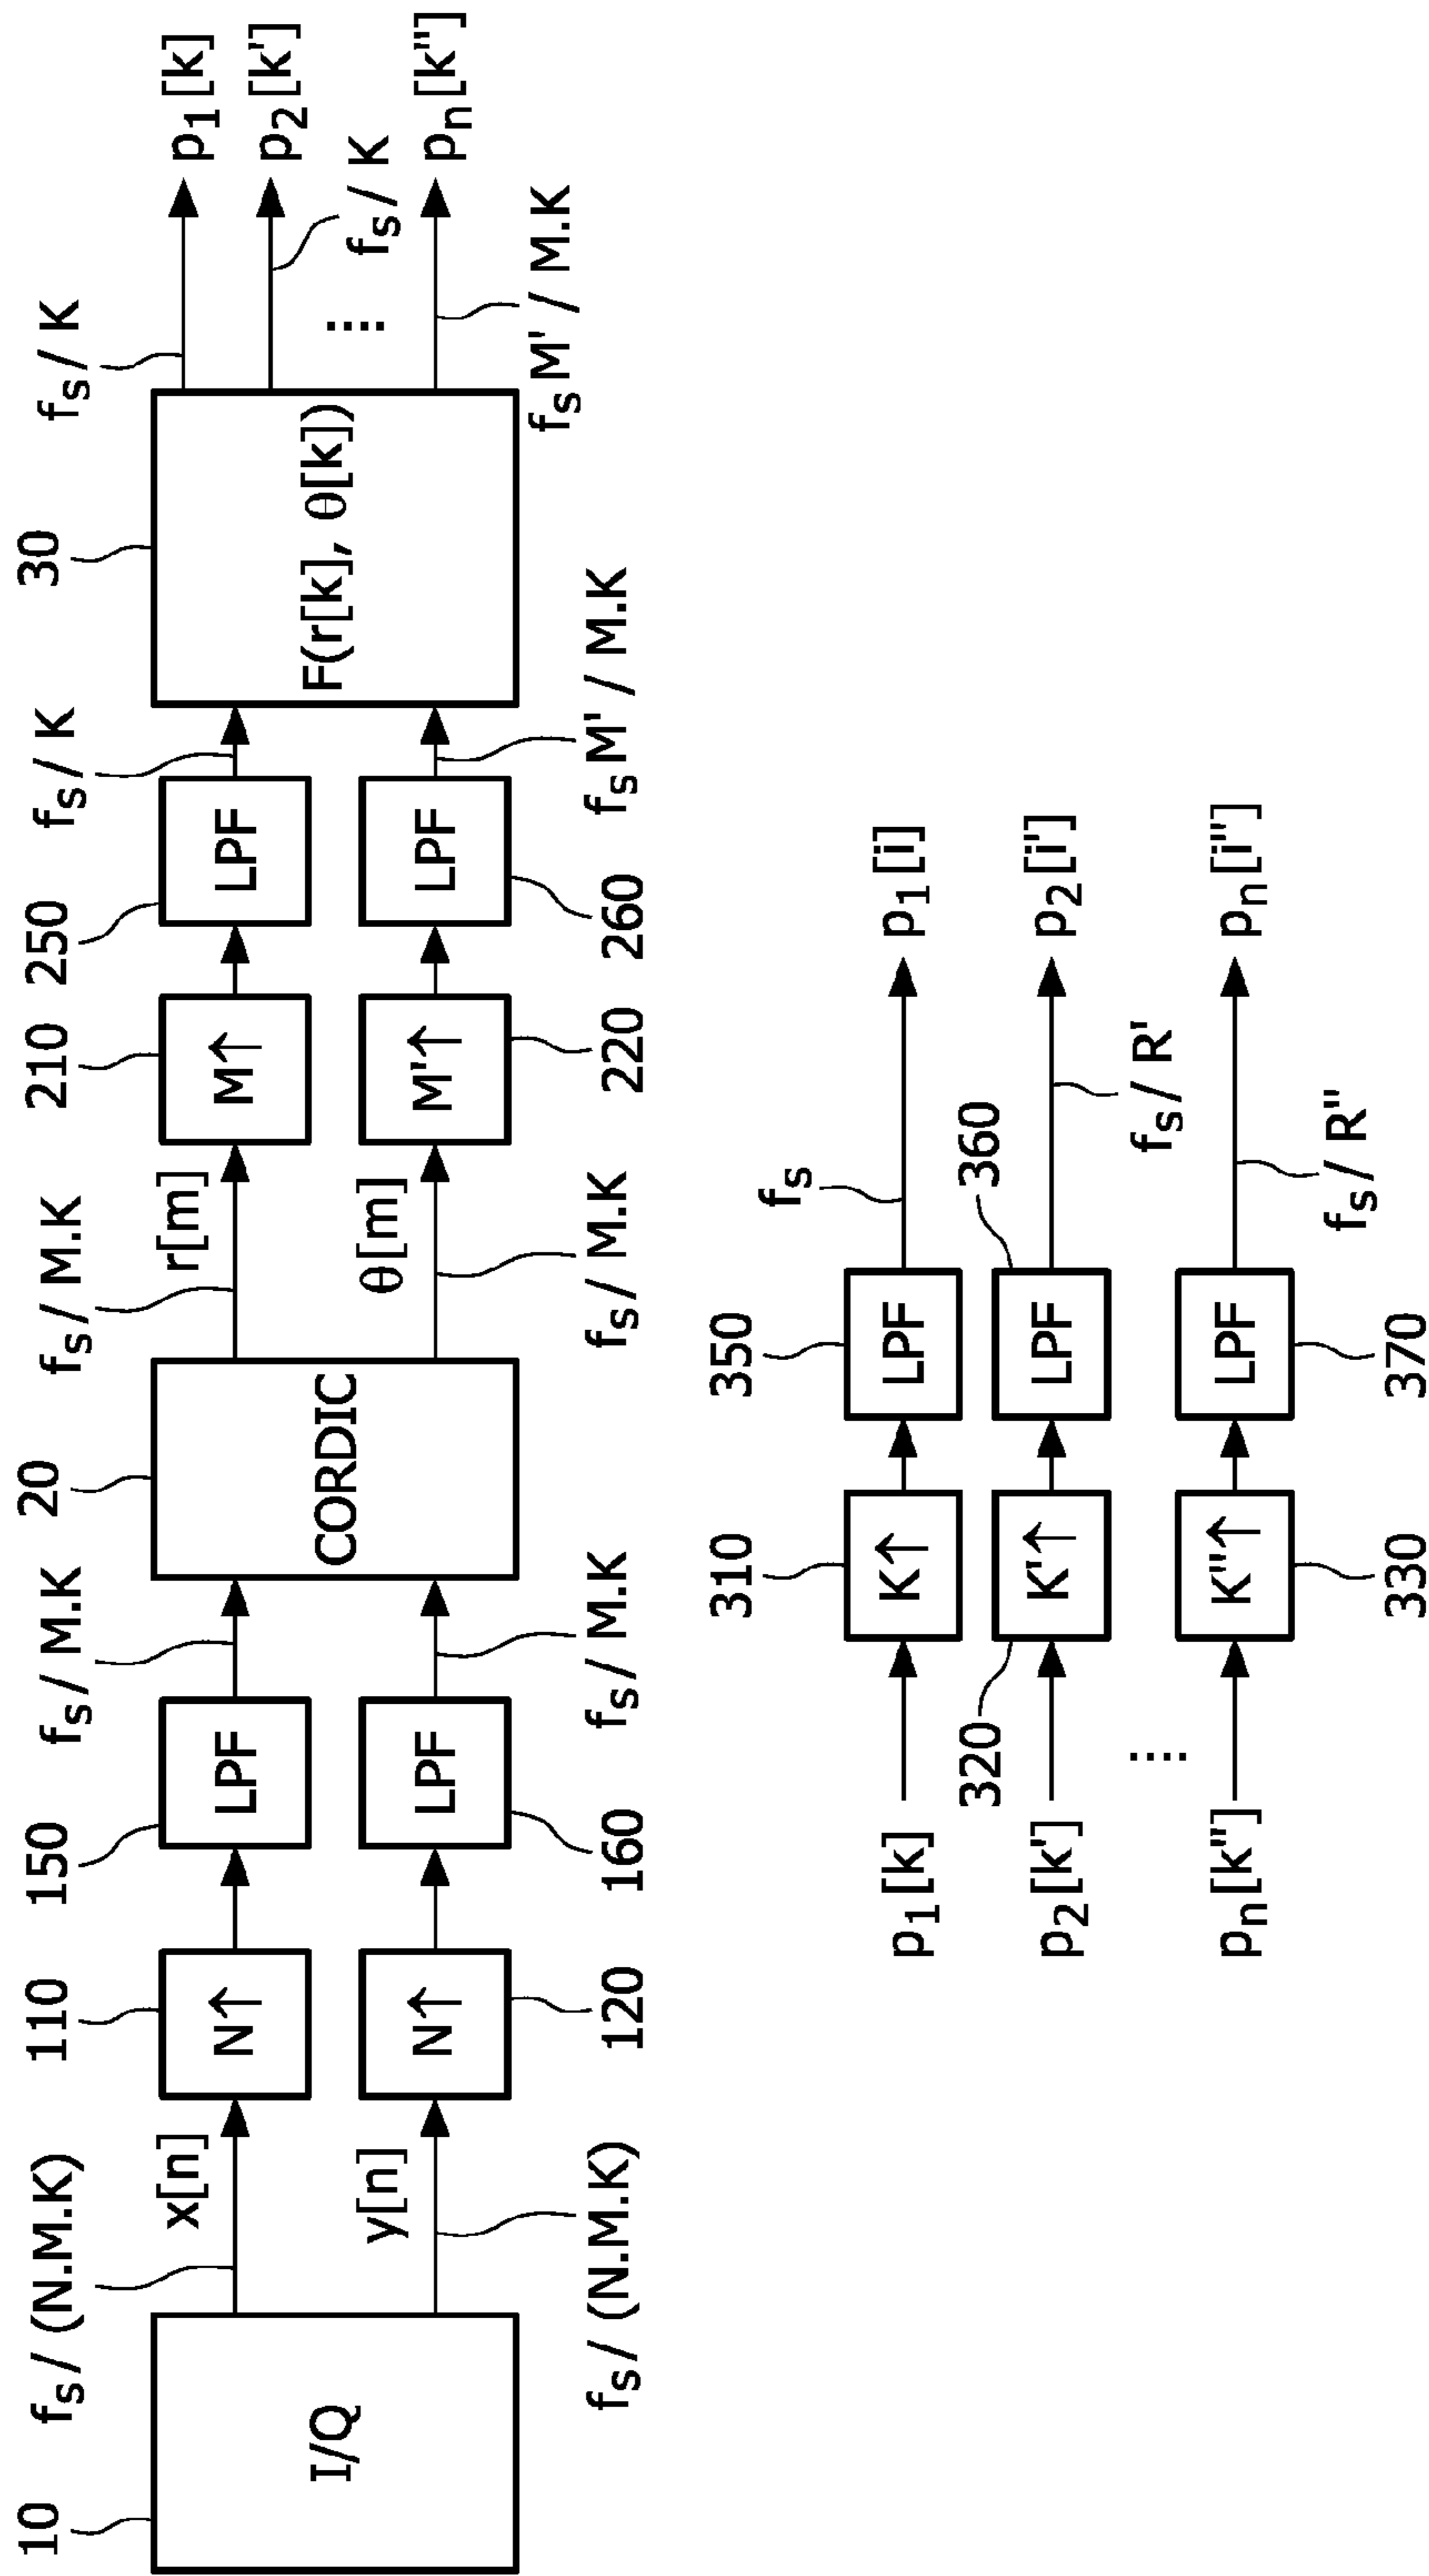 10
I/Q
fs/ (N.M.K)
x[n]
y[n]
fs/ (N.M.K)
110
N↑
N↑
120
150
LPF
LPF
160
fs/ M.K
fs/ M.K
20
CORDIC
fs/ M.K
r[m]
θ[m]
fs/ M.K
210
M↑
M'↑
220
250
LPF
LPF
260
fs/ K
fsM' / M.K
30
F(r[k], θ[k])
fs/ K
p1[k]
p2[k']
fs/ K
⋮
pn[k"]
fsM' / M.K
p1[k]
310
K↑
350
LPF
fs
p1[i]
p2[k']
320
K'↑
360
LPF
fs/ R'
p2[i']
⋮
pn[k"]
K"↑
330
LPF
370
fs/ R"
pn[i"]